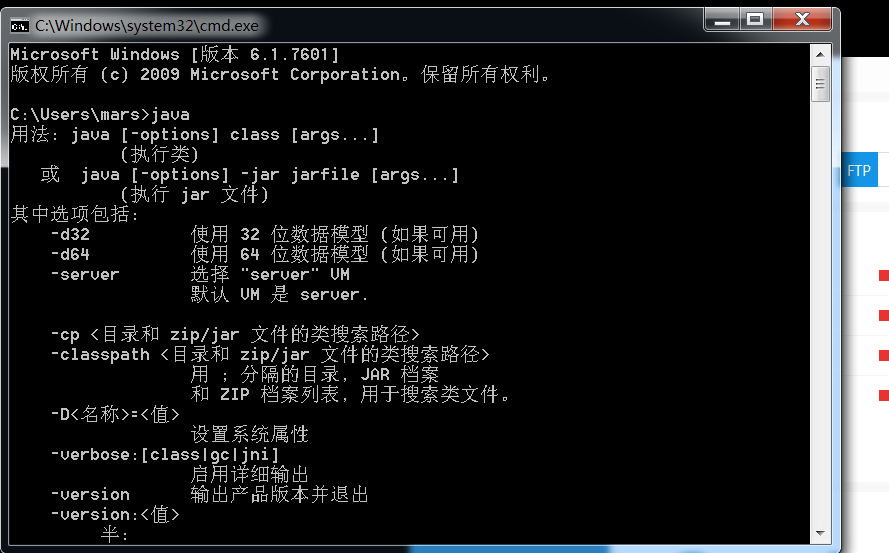 C:\Windows\system32\cmd.exe
Microsoft Windows [版本 6.1.7601]
版权所有 (c) 2009 Microsoft Corporation。保留所有权利。
C:\Users\mars>java
用法: java [-options] class [args...]
(执行类)
或 java [-options] -jar jarfile [args...]
(执行 jar 文件)
其中选项包括:
-d32 使用 32 位数据模型 (如果可用)
-d64 使用 64 位数据模型 (如果可用)
-server 选择 "server" VM
默认 VM 是 server.
-cp <目录和 zip/jar 文件的类搜索路径>
-classpath <目录和 zip/jar 文件的类搜索路径>
用 ; 分隔的目录, JAR 档案
和 ZIP 档案列表, 用于搜索类文件。
-D<名称>=<值>
设置系统属性
-verbose:[class|gc|jni]
启用详细输出
-version 输出产品版本并退出
-version:<值>
半:
FTP